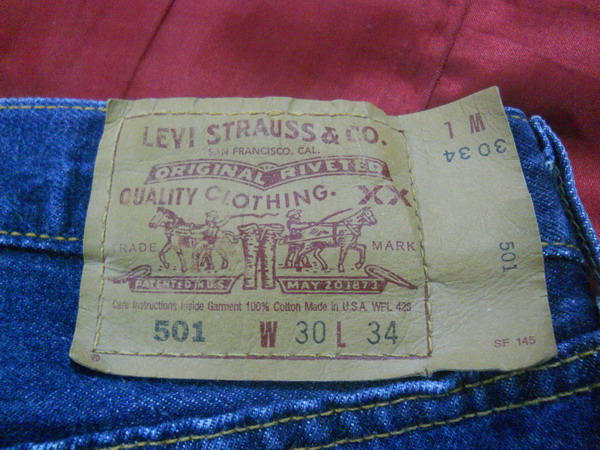 LEVI STRAUSS & CO.
SAN FRANCISCO, CAL.
ORIGINAL RIVETED
QUALITY CLOTHING. XX
TRADE MARK
PATENTED IN U.S. MAY 20 1873
Care Instructions Inside Garment 100% Cotton Made in U.S.A. WPL 423
501 W 30 L 34
®
1 M
3034
501
SF 145